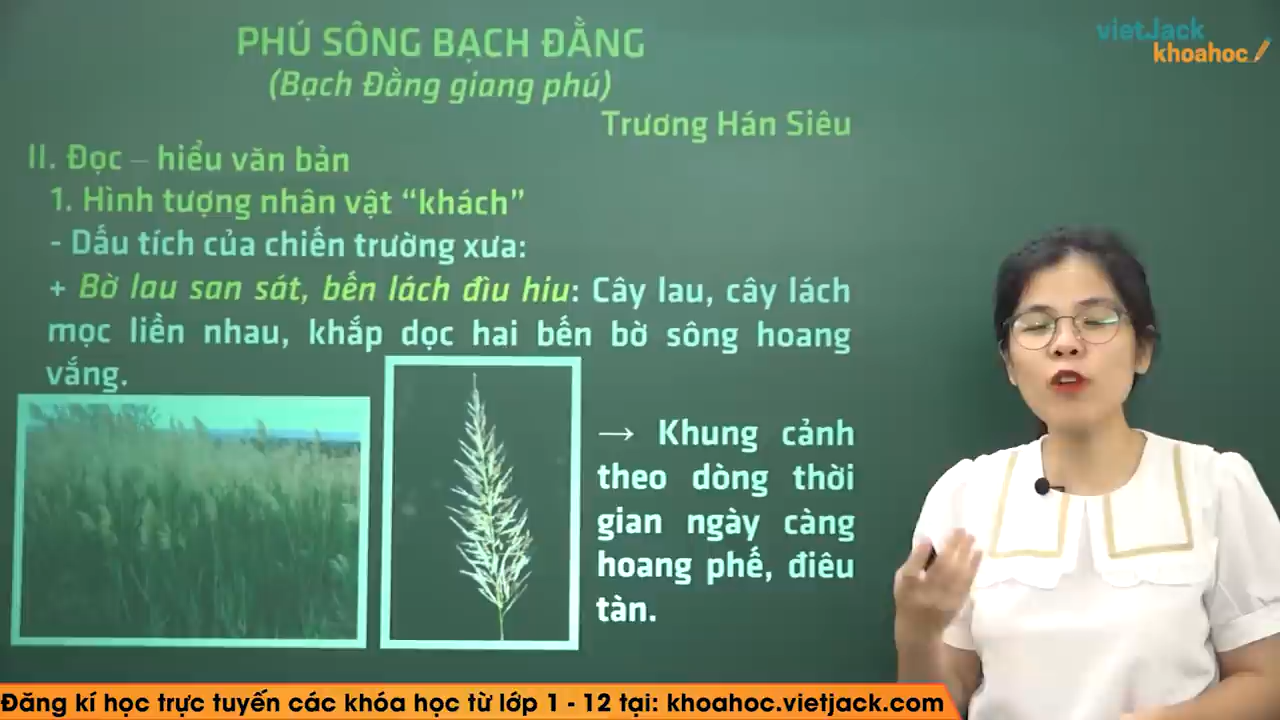 PHÚ SÔNG BẠCH ĐẰNG
(Bạch Đằng giang phú)
Trương Hán Siêu
vietJack
khoahoc
II. Đọc – hiểu văn bản
1. Hình tượng nhân vật “khách”
- Dấu tích của chiến trường xưa:
+ Bờ lau san sát, bến lách đìu hiu: Cây lau, cây lách
mọc liền nhau, khắp dọc hai bến bờ sông hoang
vắng.
→ Khung cảnh
theo dòng thời
gian ngày càng
hoang phế, điêu
tàn.
Đăng kí học trực tuyến các khóa học từ lớp 1 - 12 tại: khoahoc.vietjack.com